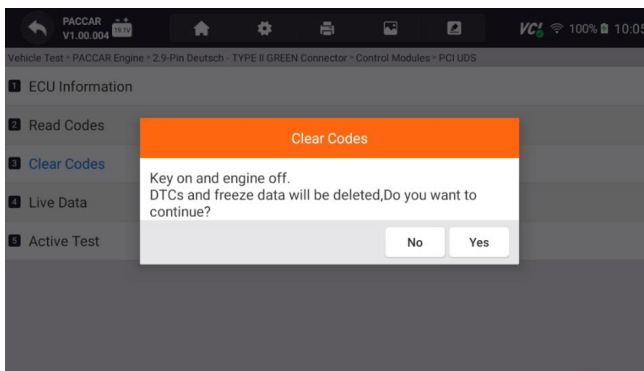 PACCAR
V1.00.004
VCI
100%
10:05
Vehicle Test > PACCAR Engine > 2.9-Pin Deutsch - TYPE II GREEN Connector > Control Modules > PCI UDS
1 ECU Information
2 Read Codes
3 Clear Codes
4 Live Data
5 Active Test
Clear Codes
Key on and engine off.
DTCs and freeze data will be deleted,Do you want to
continue?
No
Yes